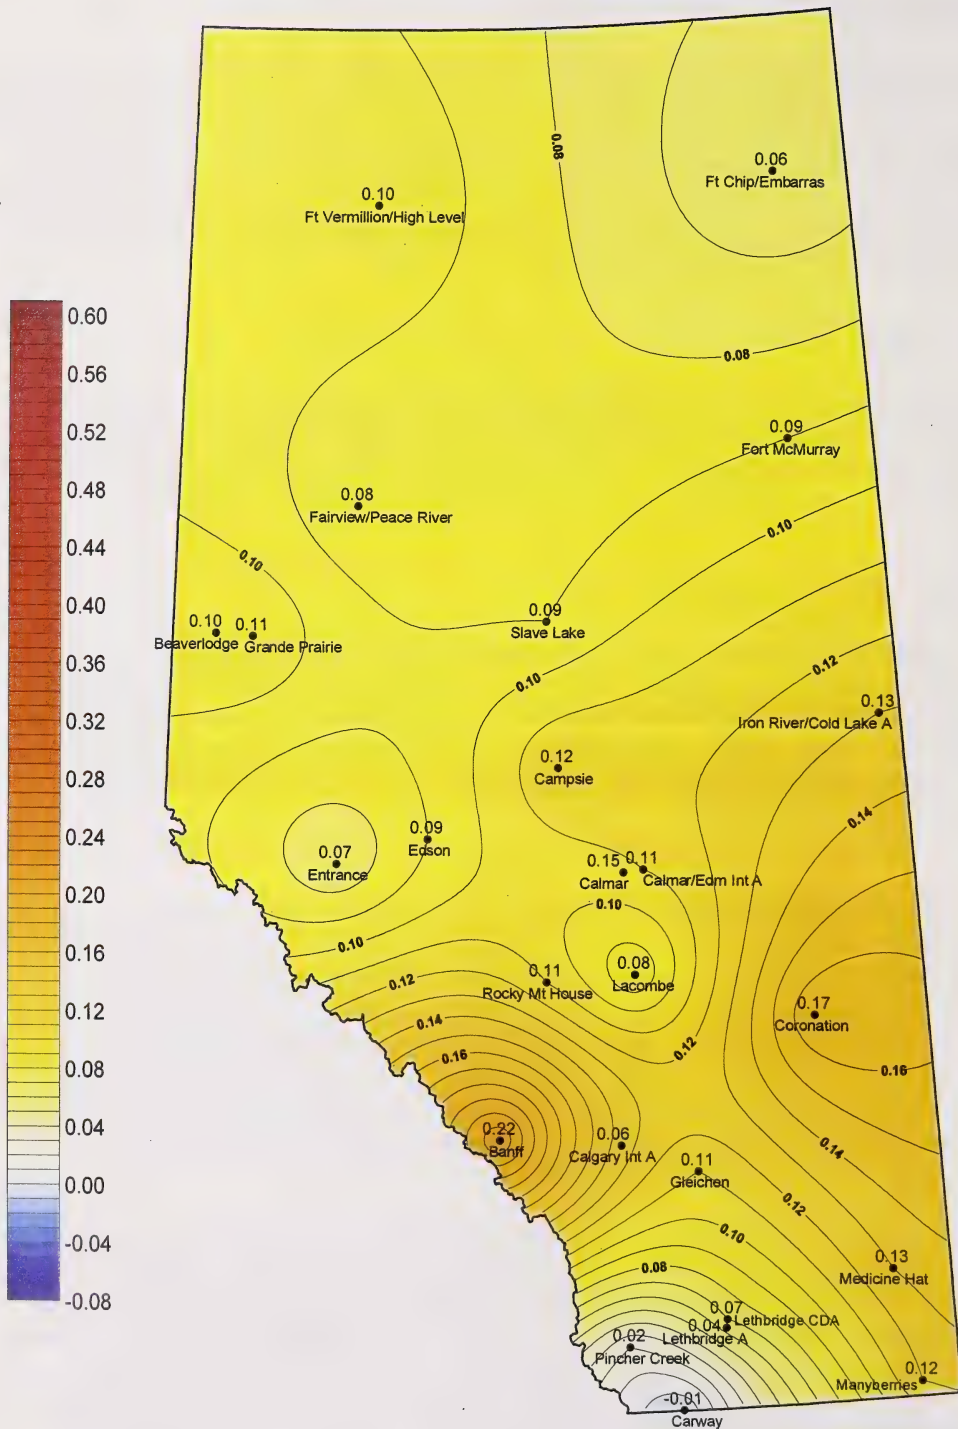 0.08
0.06
Ft Chip/Embarras
0.10
Ft Vermillion/High Level
0.60
0.56
0.52
0.48
0.44
0.40
0.36
0.32
0.28
0.24
0.20
0.16
0.12
0.08
0.04
0.00
-0.04
-0.08
0.08
0.09
Fort McMurray
0.08
Fairview/Peace River
0.10
0.10
0.10
Beaverlodge
0.11
Grande Prairie
0.09
Slave Lake
0.10
0.12
0.13
Iron River/Cold Lake A
0.12
Campsie
0.14
0.09
Edson
0.07
Entrance
0.15
Calmar
0.11
Calmar/Edm Int A
0.10
0.10
0.08
Lacombe
0.11
Rocky Mt House
0.12
0.17
Coronation
0.14
0.12
0.16
0.16
0.22
Banff
0.06
Calgary Int A
0.14
0.11
Gleichen
0.12
0.10
0.08
0.13
Medicine Hat
0.07
Lethbridge CDA
0.04
Lethbridge A
0.02
Pincher Creek
0.12
Manyberries
-0.01
Carway